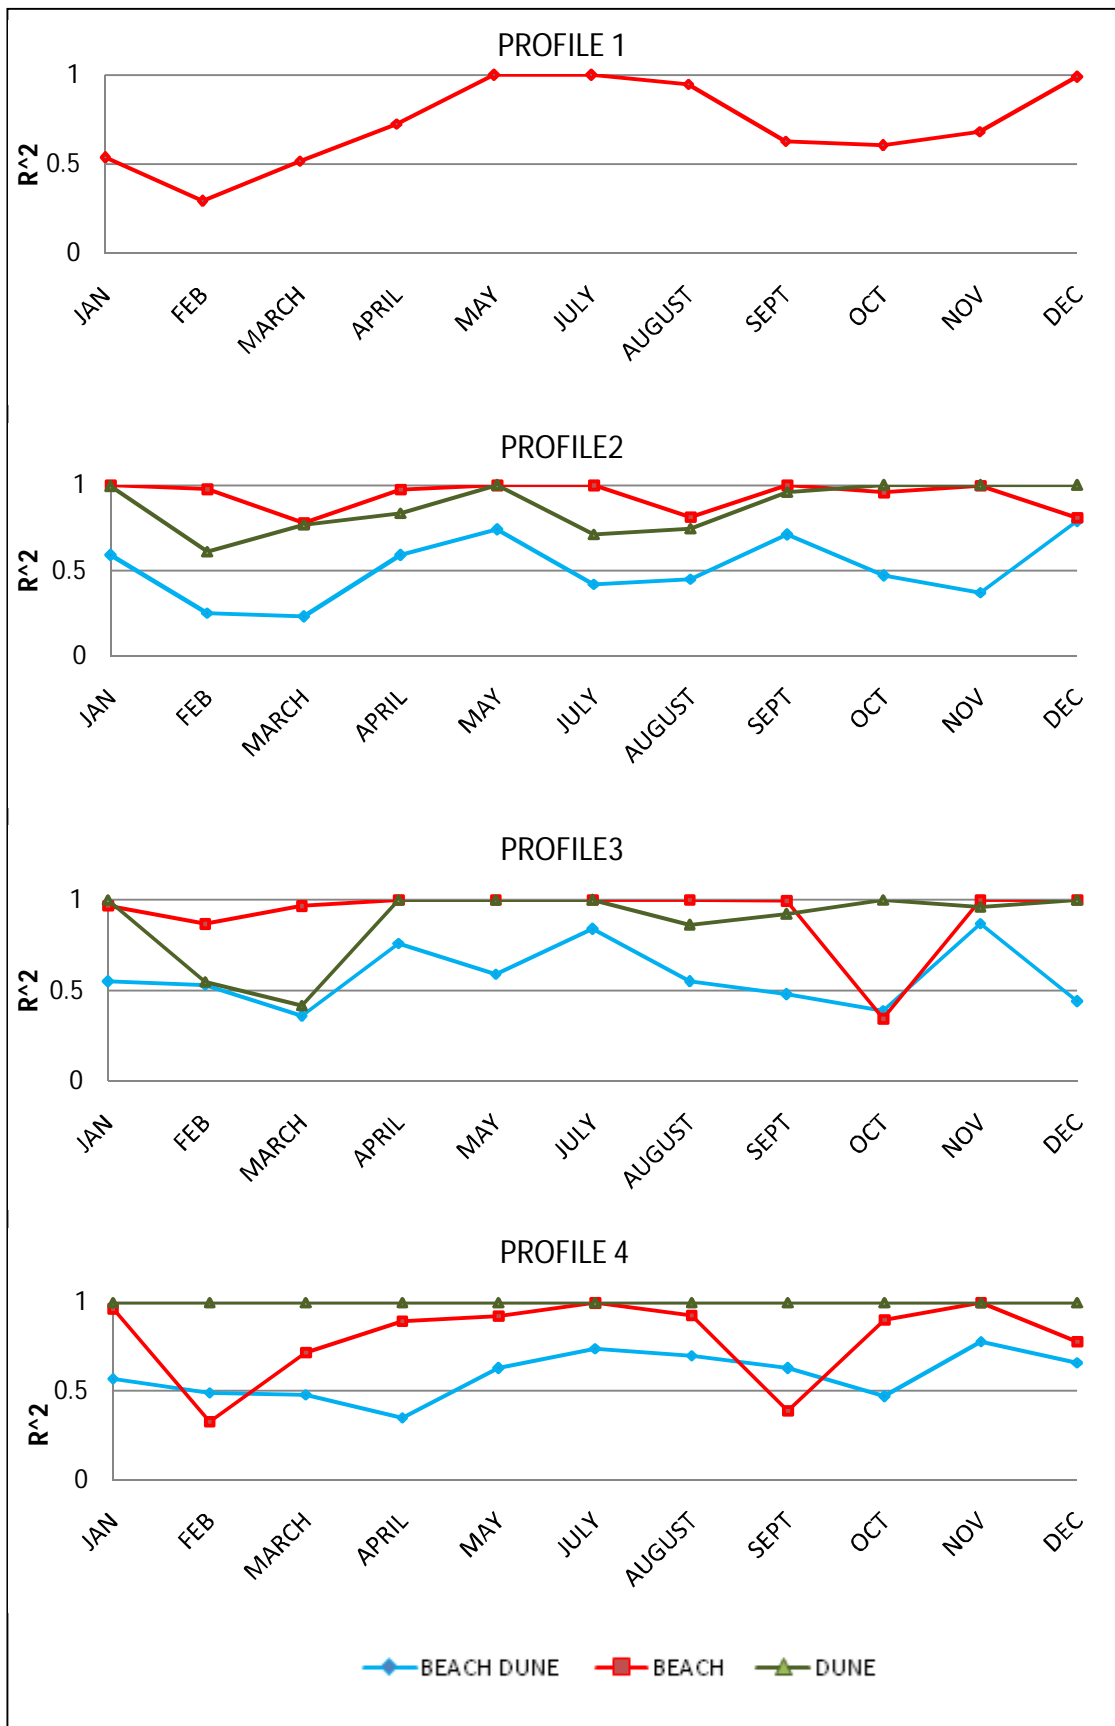 PROFILE 1
1
0.5
0
R^2
JAN FEB MARCH APRIL MAY JULY AUGUST SEPT OCT NOV DEC
PROFILE2
1
0.5
0
R^2
JAN FEB MARCH APRIL MAY JULY AUGUST SEPT OCT NOV DEC
PROFILE3
1
0.5
0
R^2
JAN FEB MARCH APRIL MAY JULY AUGUST SEPT OCT NOV DEC
PROFILE 4
1
0.5
0
R^2
JAN FEB MARCH APRIL MAY JULY AUGUST SEPT OCT NOV DEC
BEACH DUNE BEACH DUNE